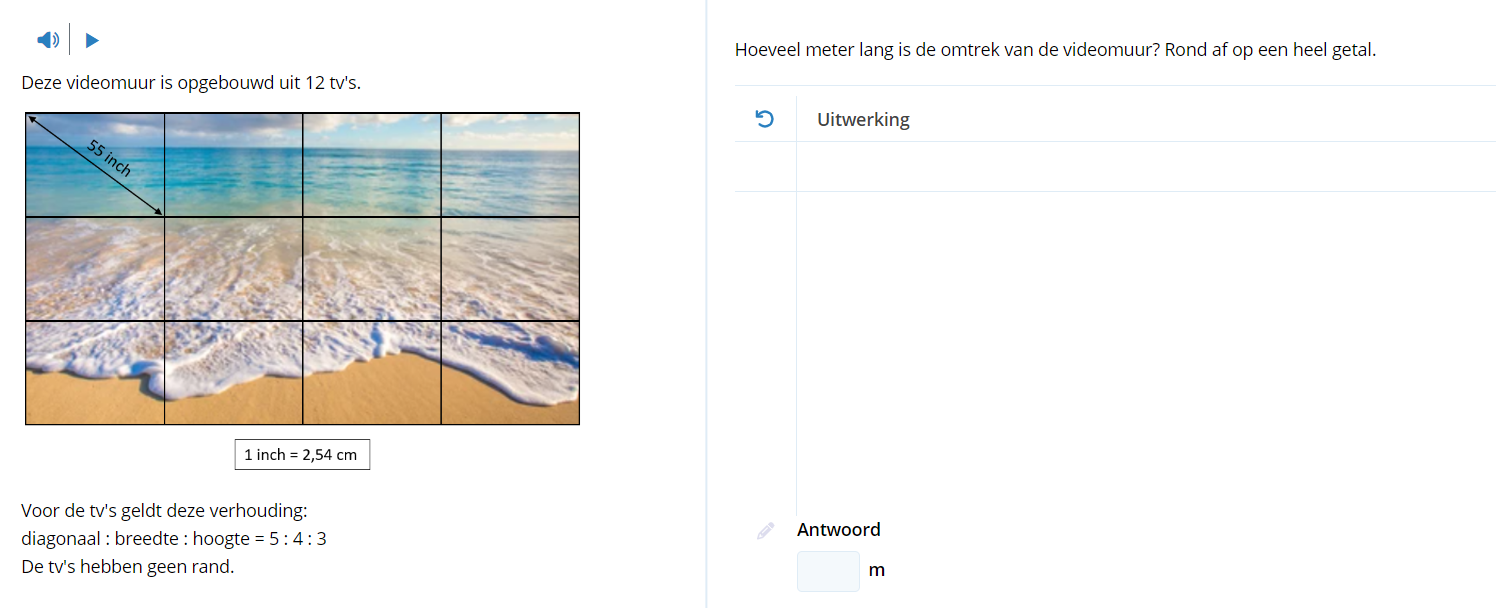 Deze videomuur is opgebouwd uit 12 tv's.
55 inch
1 inch = 2,54 cm
Voor de tv's geldt deze verhouding:
diagonaal : breedte : hoogte = 5 : 4 : 3
De tv's hebben geen rand.
Hoeveel meter lang is de omtrek van de videomuur? Rond af op een heel getal.
Uitwerking
Antwoord
m